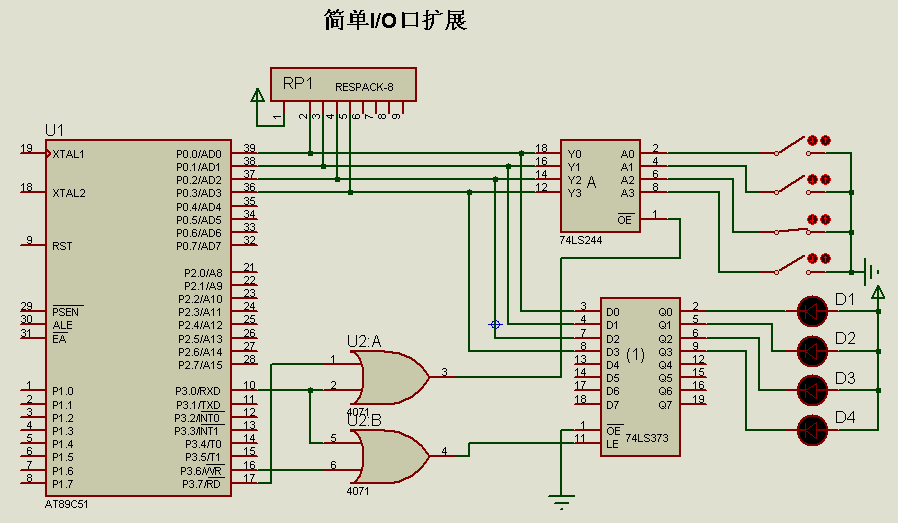 简单I/O口扩展
RP1
RESPACK-8
1
2
3
4
5
6
7
8
9
U1
19 XTAL1
18 XTAL2
9 RST
29 PSEN
30 ALE
31 EA
1 P1.0
2 P1.1
3 P1.2
4 P1.3
5 P1.4
6 P1.5
7 P1.6
8 P1.7
P0.0/AD0 39
P0.1/AD1 38
P0.2/AD2 37
P0.3/AD3 36
P0.4/AD4 35
P0.5/AD5 34
P0.6/AD6 33
P0.7/AD7 32
P2.0/A8 21
P2.1/A9 22
P2.2/A10 23
P2.3/A11 24
P2.4/A12 25
P2.5/A13 26
P2.6/A14 27
P2.7/A15 28
P3.0/RXD 10
P3.1/TXD 11
P3.2/INT0 12
P3.3/INT1 13
P3.4/T0 14
P3.5/T1 15
P3.6/WR 16
P3.7/RD 17
AT89C51
18 Y0 A0 2
16 Y1 A1 4
14 Y2 A A2 6
12 Y3 A3 8
OE 1
74LS244
U2:A
1
2
3
4071
U2:B
5
6
4
4071
3 D0 Q0 2
4 D1 Q1 5
7 D2 Q2 6
8 D3 (1) Q3 9
13 D4 Q4 12
14 D5 Q5 15
17 D6 Q6 16
18 D7 Q7 19
1 OE
11 LE
74LS373
D1
D2
D3
D4